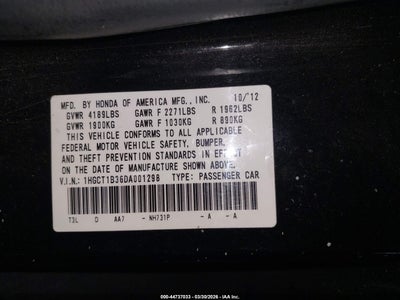 MFD. BY HONDA OF AMERICA MFG., INC. 10/'12
GVWR 4189LBS GAWR F 2271LBS R 1962LBS
GVWR 1900KG GAWR F 1030KG R 890KG
THIS VEHICLE CONFORMS TO ALL APPLICABLE
FEDERAL MOTOR VEHICLE SAFETY, BUMPER,
AND THEFT PREVENTION STANDARDS IN EFFECT
ON THE DATE OF MANUFACTURE SHOWN ABOVE.
V.I.N.: 1HGCT1B36DA001298 TYPE: PASSENGER CAR
T3L D AA7 - NH731P - A - A
000-44737033 - 03/20/2026 - IAA Inc.